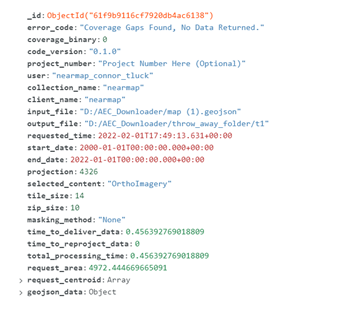 _id: ObjectId("61f9b9116cf7920db4ac6138")
error_code: "Coverage Gaps Found, No Data Returned."
coverage_binary: 0
code_version: "0.1.0"
project_number: "Project Number Here (Optional)"
user: "nearmap_connor_tluck"
collection_name: "nearmap"
client_name: "nearmap"
input_file: "D:/AEC_Downloader/map (1).geojson"
output_file: "D:/AEC_Downloader/throw_away_folder/t1"
requested_time: 2022-02-01T17:49:13.631+00:00
start_date: 2000-01-01T00:00:00.000+00:00
end_date: 2022-01-01T00:00:00.000+00:00
projection: 4326
selected_content: "OrthoImagery"
tile_size: 14
zip_size: 10
masking_method: "None"
time_to_deliver_data: 0.456392769018809
time_to_reproject_data: 0
total_processing_time: 0.456392769018809
request_area: 4972.444669665091
> request_centroid: Array
> geojson_data: Object